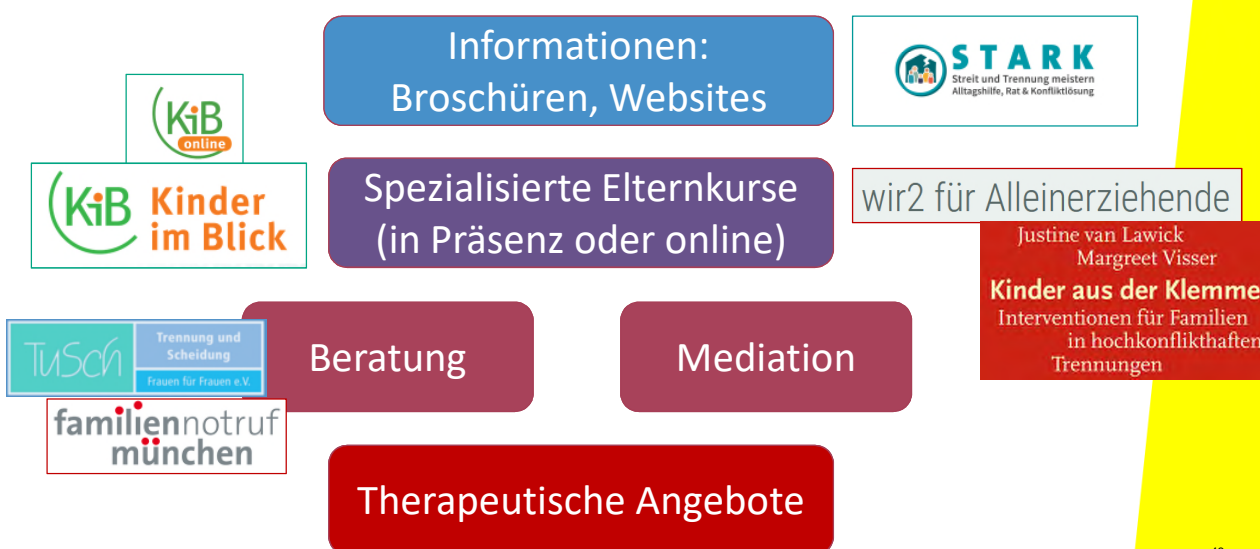 Informationen:
Broschüren, Websites
STARK
Streit und Trennung meistern
Alltagshilfe, Rat & Konfliktlösung
KiB
online
KiB Kinder
im Blick
Spezialisierte Elternkurse
(in Präsenz oder online)
wir2 für Alleinerziehende
Justine van Lawick
Margreet Visser
Kinder aus der Klemme
Interventionen für Familien
in hochkonflikthaften
Trennungen
TuSch
Trennung und
Scheidung
Frauen für Frauen e.V.
Beratung
Mediation
familiennotruf
münchen
Therapeutische Angebote